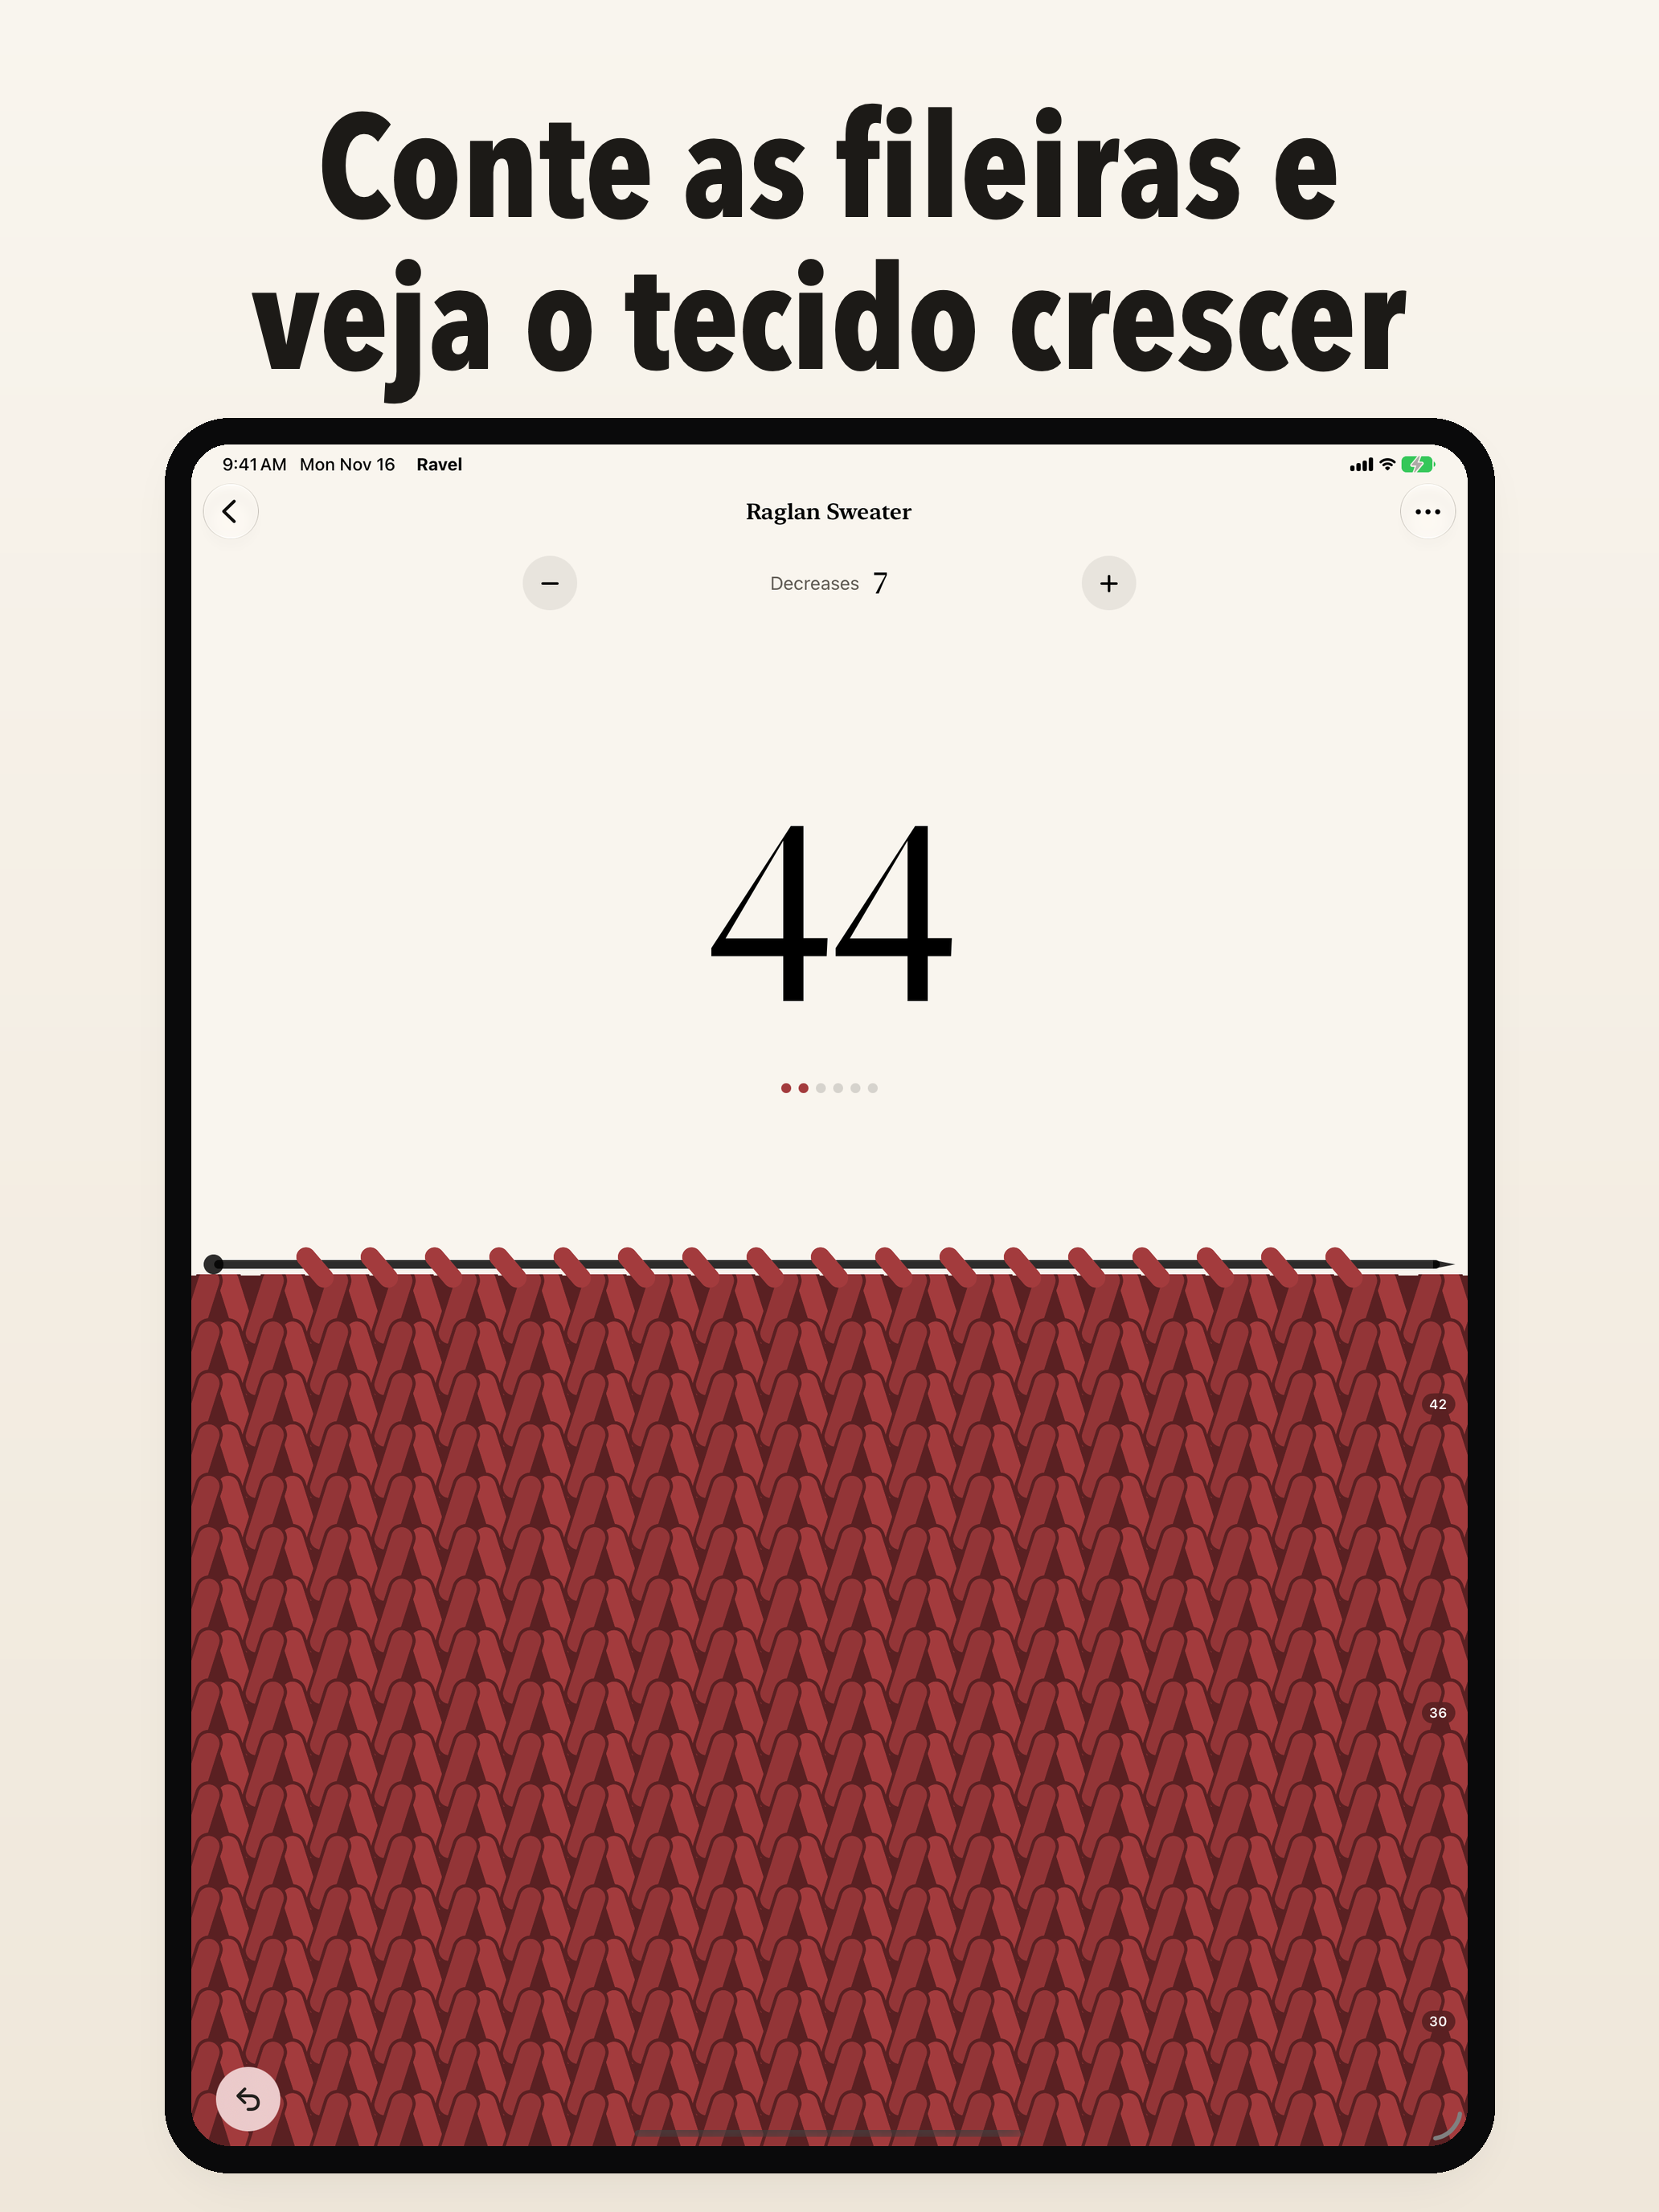 Conte as fileiras e
veja o tecido crescer
9:41 AM Mon Nov 16 Ravel
Raglan Sweater
Decreases 7
44
42
36
30